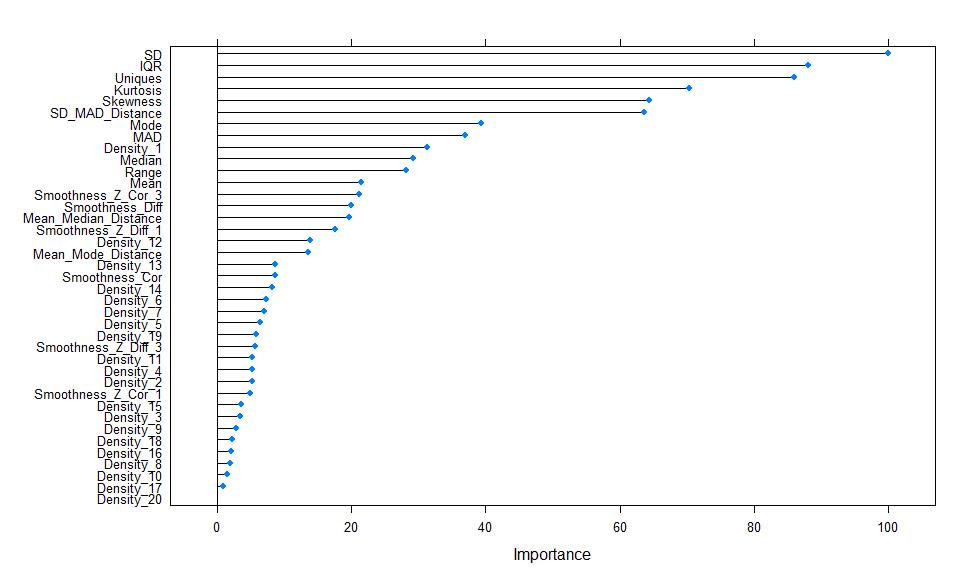 SD
IQR
Uniques
Kurtosis
Skewness
SD_MAD_Distance
Mode
MAD
Density_1
Median
Range
Mean
Smoothness_Z_Cor_3
Smoothness_Diff
Mean_Median_Distance
Smoothness_Z_Diff_1
Density_12
Mean_Mode_Distance
Density_13
Smoothness_Cor
Density_14
Density_6
Density_7
Density_5
Density_19
Smoothness_Z_Diff_3
Density_11
Density_4
Density_2
Smoothness_Z_Cor_1
Density_15
Density_3
Density_9
Density_18
Density_16
Density_8
Density_10
Density_17
Density_20
0 20 40 60 80 100
Importance